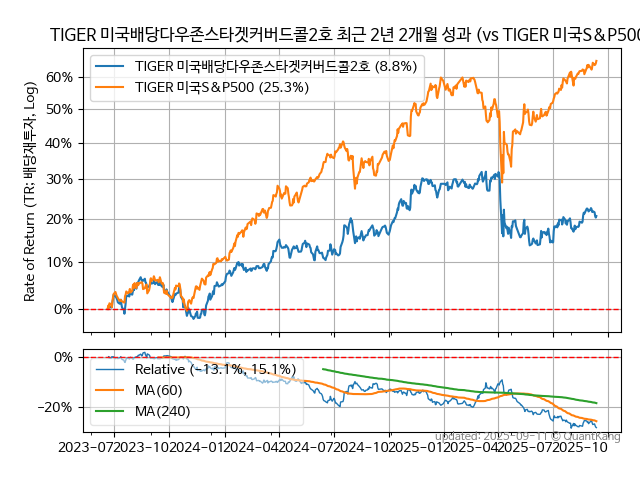 TIGER 미국배당다우존스타겟커버드콜2호 최근 2년 2개월 성과 (vs TIGER 미국S&P500
TIGER 미국배당다우존스타겟커버드콜2호 (8.8%)
TIGER 미국S&P500 (25.3%)
Rate of Return (TR: 배당재투자, Log)
60%
50%
40%
30%
20%
10%
0%
0%
−20%
Relative (−13.1%, 15.1%)
MA(60)
MA(240)
updated: 2025-09-11 © QuantKang
2023-07 2023-10 2024-01 2024-04 2024-07 2024-10 2025-01 2025-04 2025-07 2025-10